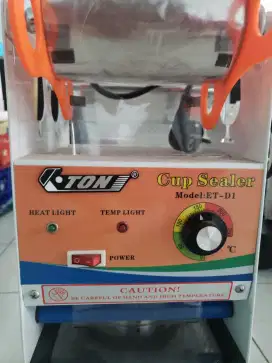 ETON®
Cup Sealer
Model:ET-D1
HEAT LIGHT
TEMP LIGHT
POWER
°C
CAUTION!
BE CAREFUL OF HAND AND HIGH TEMPERATURE